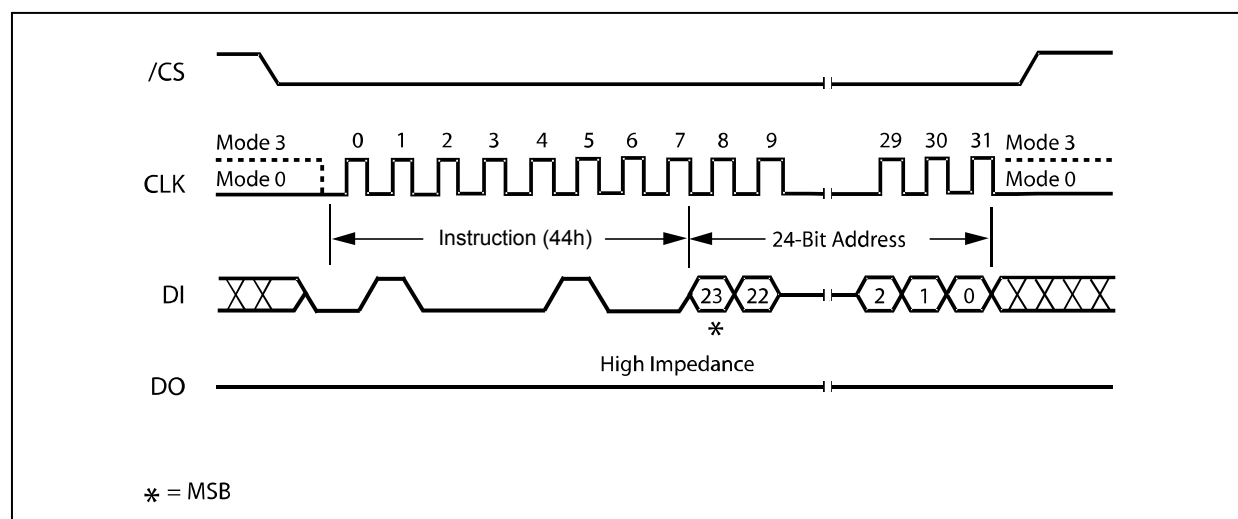 /CS
Mode 3
0 1 2 3 4 5 6 7 8 9 29 30 31
Mode 3
CLK
Mode 0
Mode 0
Instruction (44h)
24-Bit Address
DI
23 22 2 1 0
*
High Impedance
DO
* = MSB